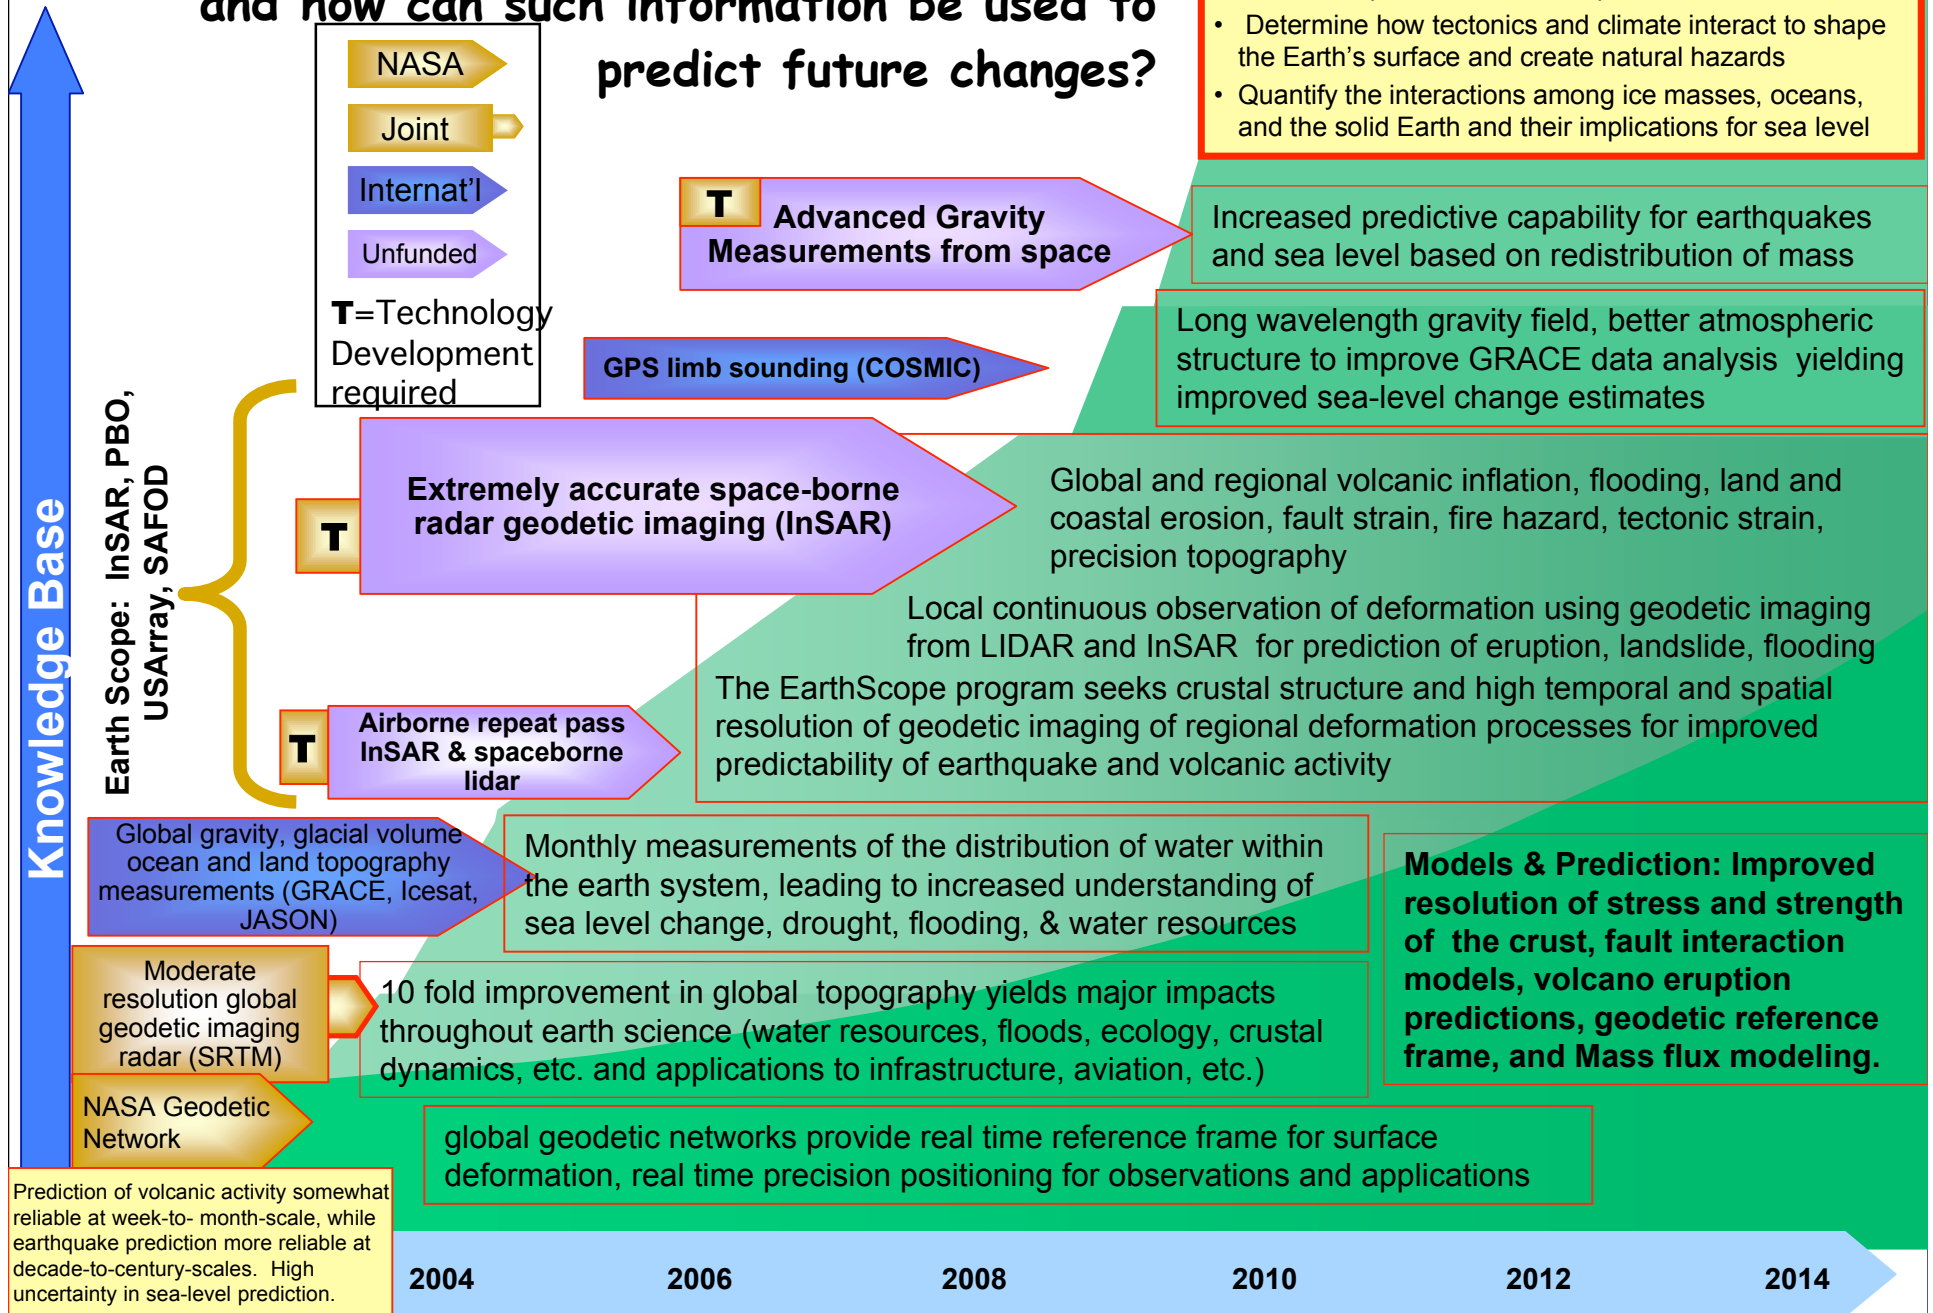 and how can such information be used to
predict future changes?
• Determine how tectonics and climate interact to shape
the Earth's surface and create natural hazards
• Quantify the interactions among ice masses, oceans,
and the solid Earth and their implications for sea level
NASA
Joint
Internat'l
Unfunded
T=Technology
Development
required
T
Advanced Gravity
Measurements from space
Increased predictive capability for earthquakes
and sea level based on redistribution of mass
GPS limb sounding (COSMIC)
Long wavelength gravity field, better atmospheric
structure to improve GRACE data analysis yielding
improved sea-level change estimates
Knowledge Base
Earth Scope: InSAR, PBO,
USArray, SAFOD
T
Extremely accurate space-borne
radar geodetic imaging (InSAR)
Global and regional volcanic inflation, flooding, land and
coastal erosion, fault strain, fire hazard, tectonic strain,
precision topography
Local continuous observation of deformation using geodetic imaging
from LIDAR and InSAR for prediction of eruption, landslide, flooding
The EarthScope program seeks crustal structure and high temporal and spatial
resolution of geodetic imaging of regional deformation processes for improved
predictability of earthquake and volcanic activity
T
Airborne repeat pass
InSAR & spaceborne
lidar
Global gravity, glacial volume
ocean and land topography
measurements (GRACE, Icesat,
JASON)
Monthly measurements of the distribution of water within
the earth system, leading to increased understanding of
sea level change, drought, flooding, & water resources
Models & Prediction: Improved
resolution of stress and strength
of the crust, fault interaction
models, volcano eruption
predictions, geodetic reference
frame, and Mass flux modeling.
Moderate
resolution global
geodetic imaging
radar (SRTM)
10 fold improvement in global topography yields major impacts
throughout earth science (water resources, floods, ecology, crustal
dynamics, etc. and applications to infrastructure, aviation, etc.)
NASA Geodetic
Network
global geodetic networks provide real time reference frame for surface
deformation, real time precision positioning for observations and applications
Prediction of volcanic activity somewhat
reliable at week-to- month-scale, while
earthquake prediction more reliable at
decade-to-century-scales. High
uncertainty in sea-level prediction.
2004
2006
2008
2010
2012
2014